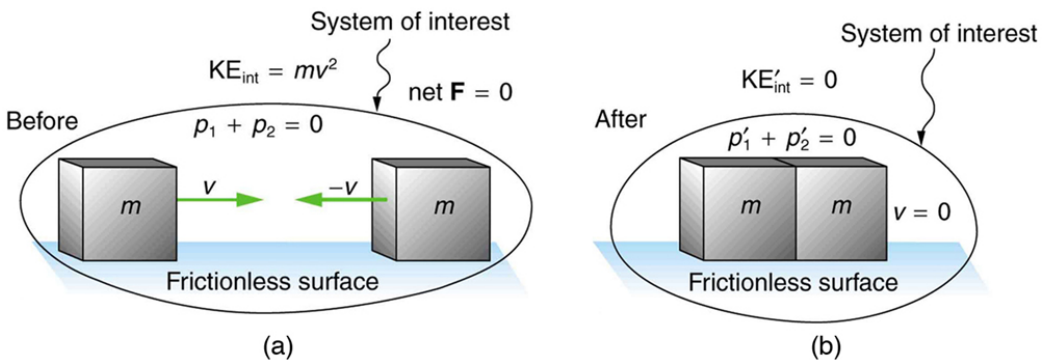 System of interest
KE_int = mv²
net F = 0
Before
p₁ + p₂ = 0
v
–v
m
m
Frictionless surface
(a)
System of interest
KE′_int = 0
After
p′₁ + p′₂ = 0
m
m
v = 0
Frictionless surface
(b)